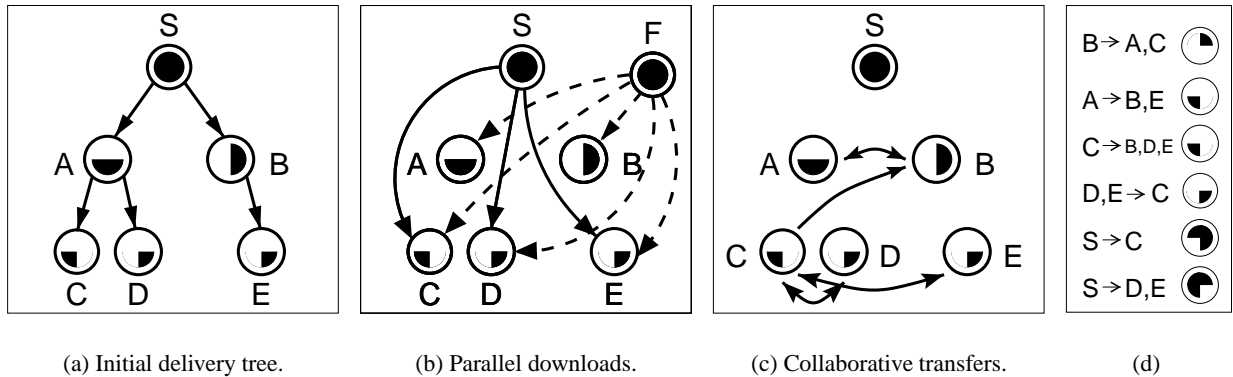 S
A
B
C
D
E
(a) Initial delivery tree.
S
F
A
B
C
D
E
(b) Parallel downloads.
S
A
B
C
D
E
(c) Collaborative transfers.
B→A,C
A→B,E
C→B,D,E
D,E→C
S→C
S→D,E
(d)